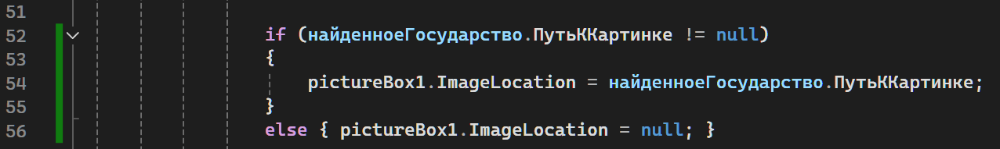 51
52 if (найденноеГосударство.ПутьККартинке != null)
53 {
54 pictureBox1.ImageLocation = найденноеГосударство.ПутьККартинке;
55 }
56 else { pictureBox1.ImageLocation = null; }